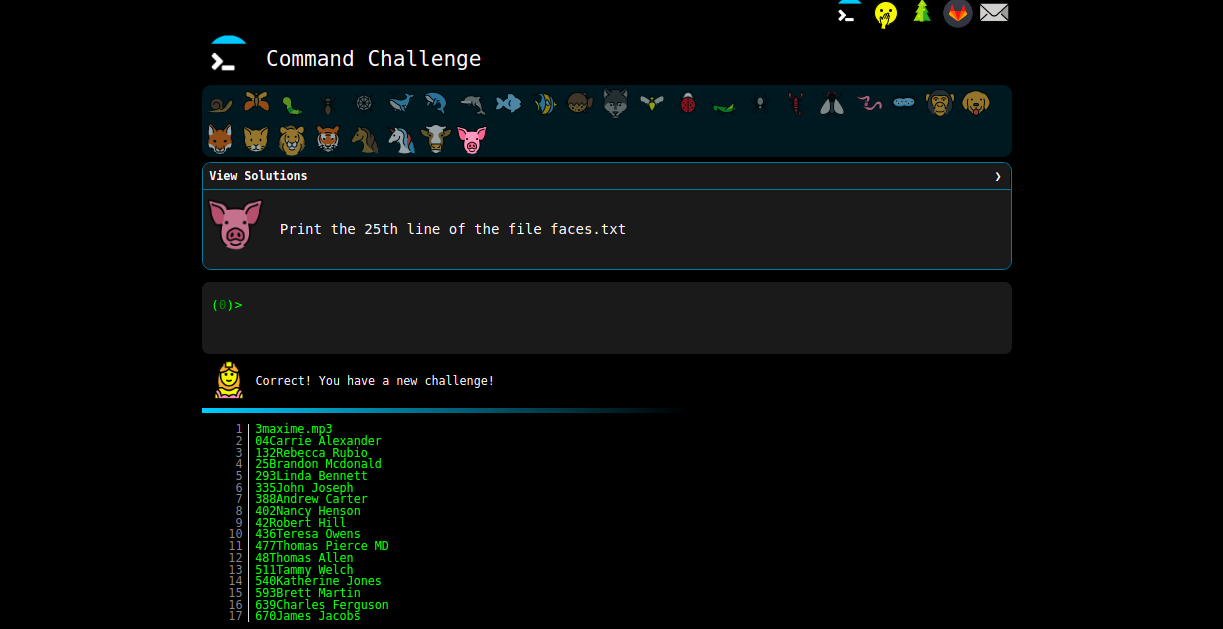 Command Challenge
View Solutions ❯
Print the 25th line of the file faces.txt
(0)>
Correct! You have a new challenge!
1 3maxime.mp3
2 04Carrie Alexander
3 132Rebecca Rubio
4 25Brandon Mcdonald
5 293Linda Bennett
6 335John Joseph
7 388Andrew Carter
8 402Nancy Henson
9 42Robert Hill
10 436Teresa Owens
11 477Thomas Pierce MD
12 48Thomas Allen
13 511Tammy Welch
14 540Katherine Jones
15 593Brett Martin
16 639Charles Ferguson
17 670James Jacobs